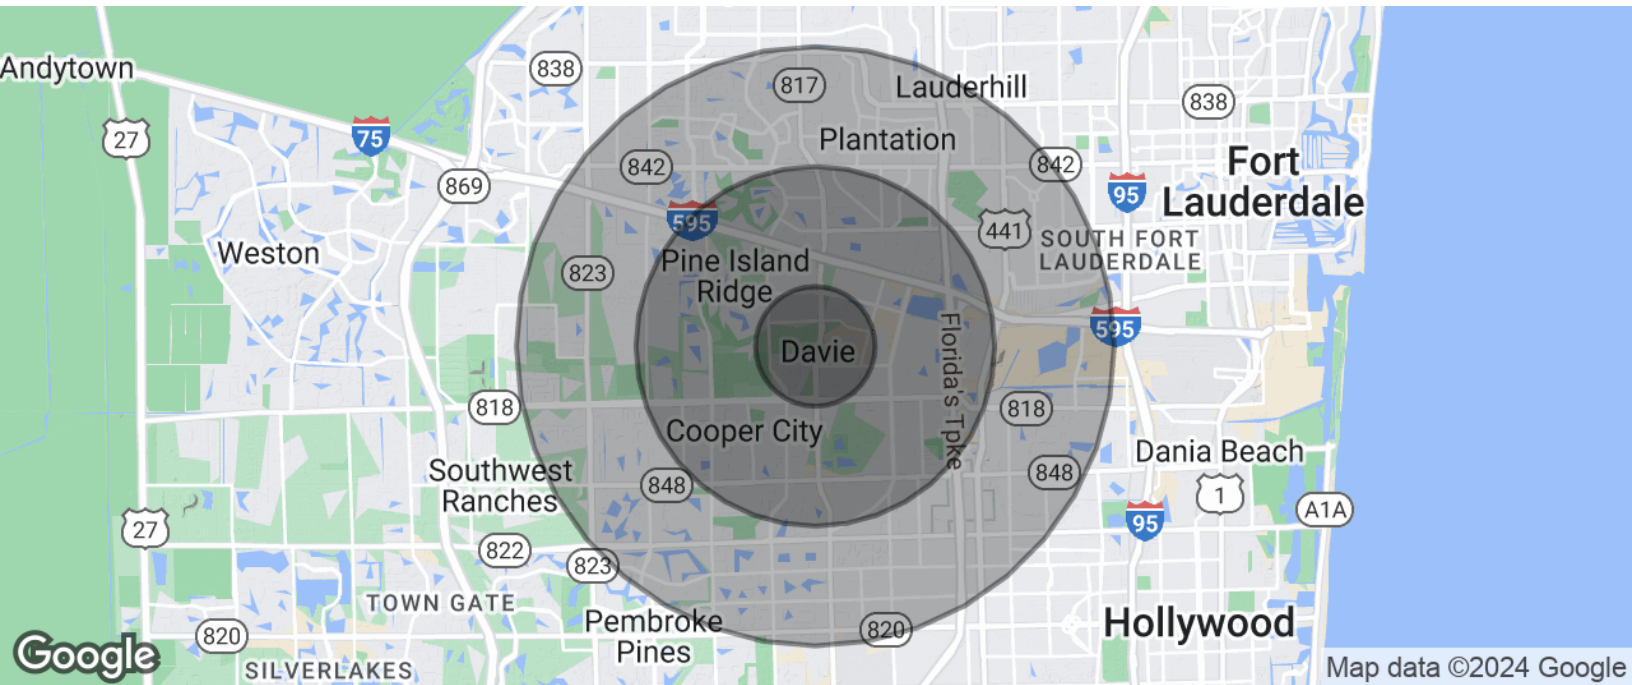 Andytown
838
817
Lauderhill
838
27
75
Plantation
842
842
869
95
Fort
Lauderdale
595
441
SOUTH FORT
LAUDERDALE
Weston
823
Pine Island
Ridge
595
Davie
Florida's Tpke
818
818
Cooper City
Dania Beach
Southwest
Ranches
848
848
1
A1A
27
95
822
823
TOWN GATE
Pembroke
Pines
820
820
Hollywood
SILVERLAKES
Google
Map data ©2024 Google